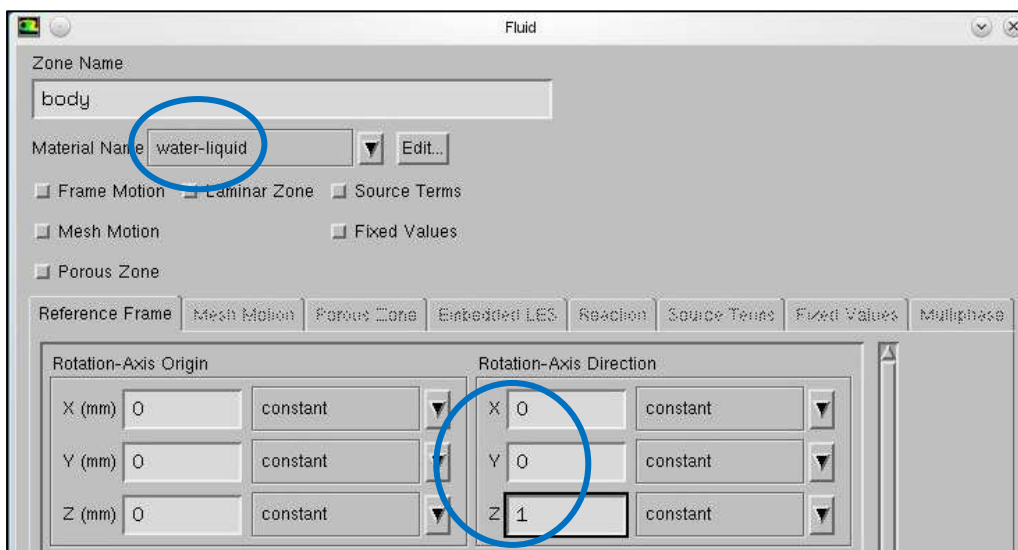 Fluid
Zone Name
body
Material Name water-liquid Edit...
Frame Motion Laminar Zone Source Terms
Mesh Motion Fixed Values
Porous Zone
Reference Frame Mesh Motion Porous Zone Embedded LES Reaction Source Terms Fixed Values Multiphase
Rotation-Axis Origin Rotation-Axis Direction
X (mm) 0 constant X 0 constant
Y (mm) 0 constant Y 0 constant
Z (mm) 0 constant Z 1 constant